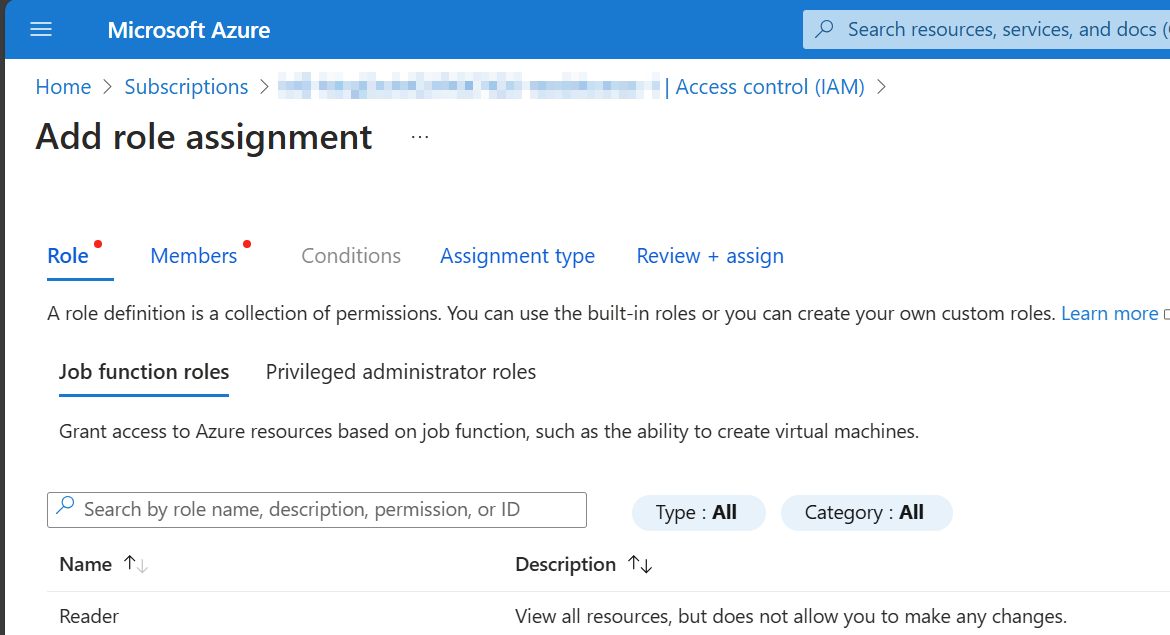 Microsoft Azure
Search resources, services, and docs (
Home > Subscriptions > | Access control (IAM) >
Add role assignment ...
Role Members Conditions Assignment type Review + assign
A role definition is a collection of permissions. You can use the built-in roles or you can create your own custom roles. Learn more
Job function roles Privileged administrator roles
Grant access to Azure resources based on job function, such as the ability to create virtual machines.
Search by role name, description, permission, or ID
Type : All Category : All
Name ↑↓ Description ↑↓
Reader View all resources, but does not allow you to make any changes.